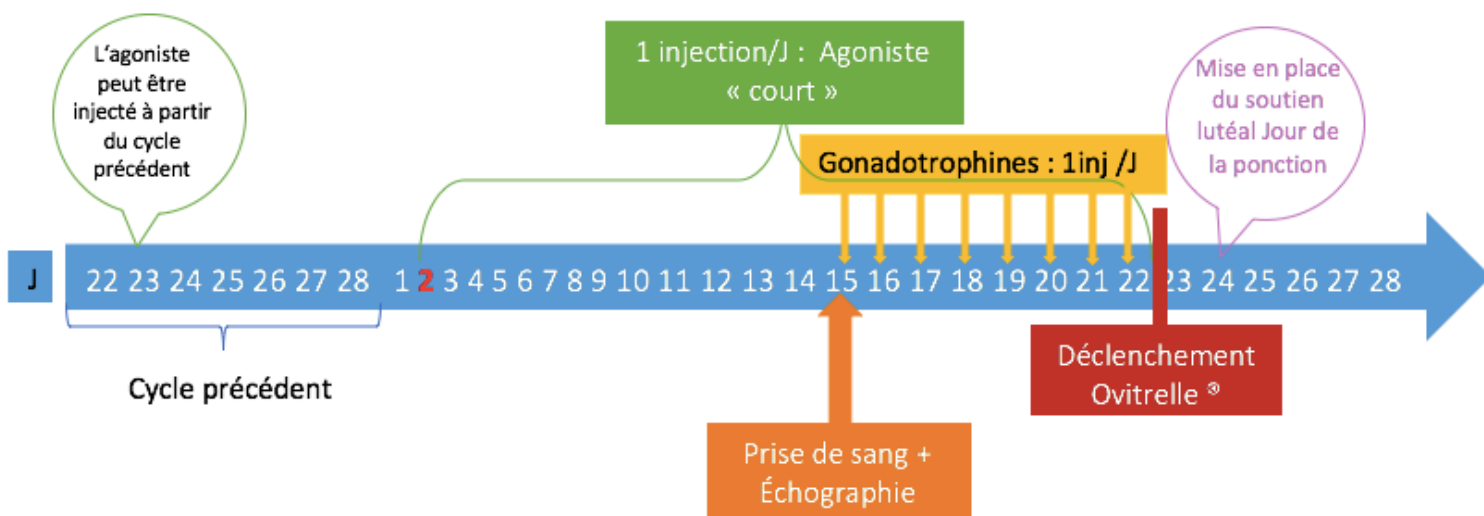 L'agoniste
peut être
injecté à partir
du cycle
précédent
1 injection/J : Agoniste
« court »
Mise en place
du soutien
lutéal Jour de
la ponction
Gonadotrophines : 1inj /J
J 22 23 24 25 26 27 28 1 2 3 4 5 6 7 8 9 10 11 12 13 14 15 16 17 18 19 20 21 22 23 24 25 26 27 28
Cycle précédent
Déclenchement
Ovitrelle ®
Prise de sang +
Échographie